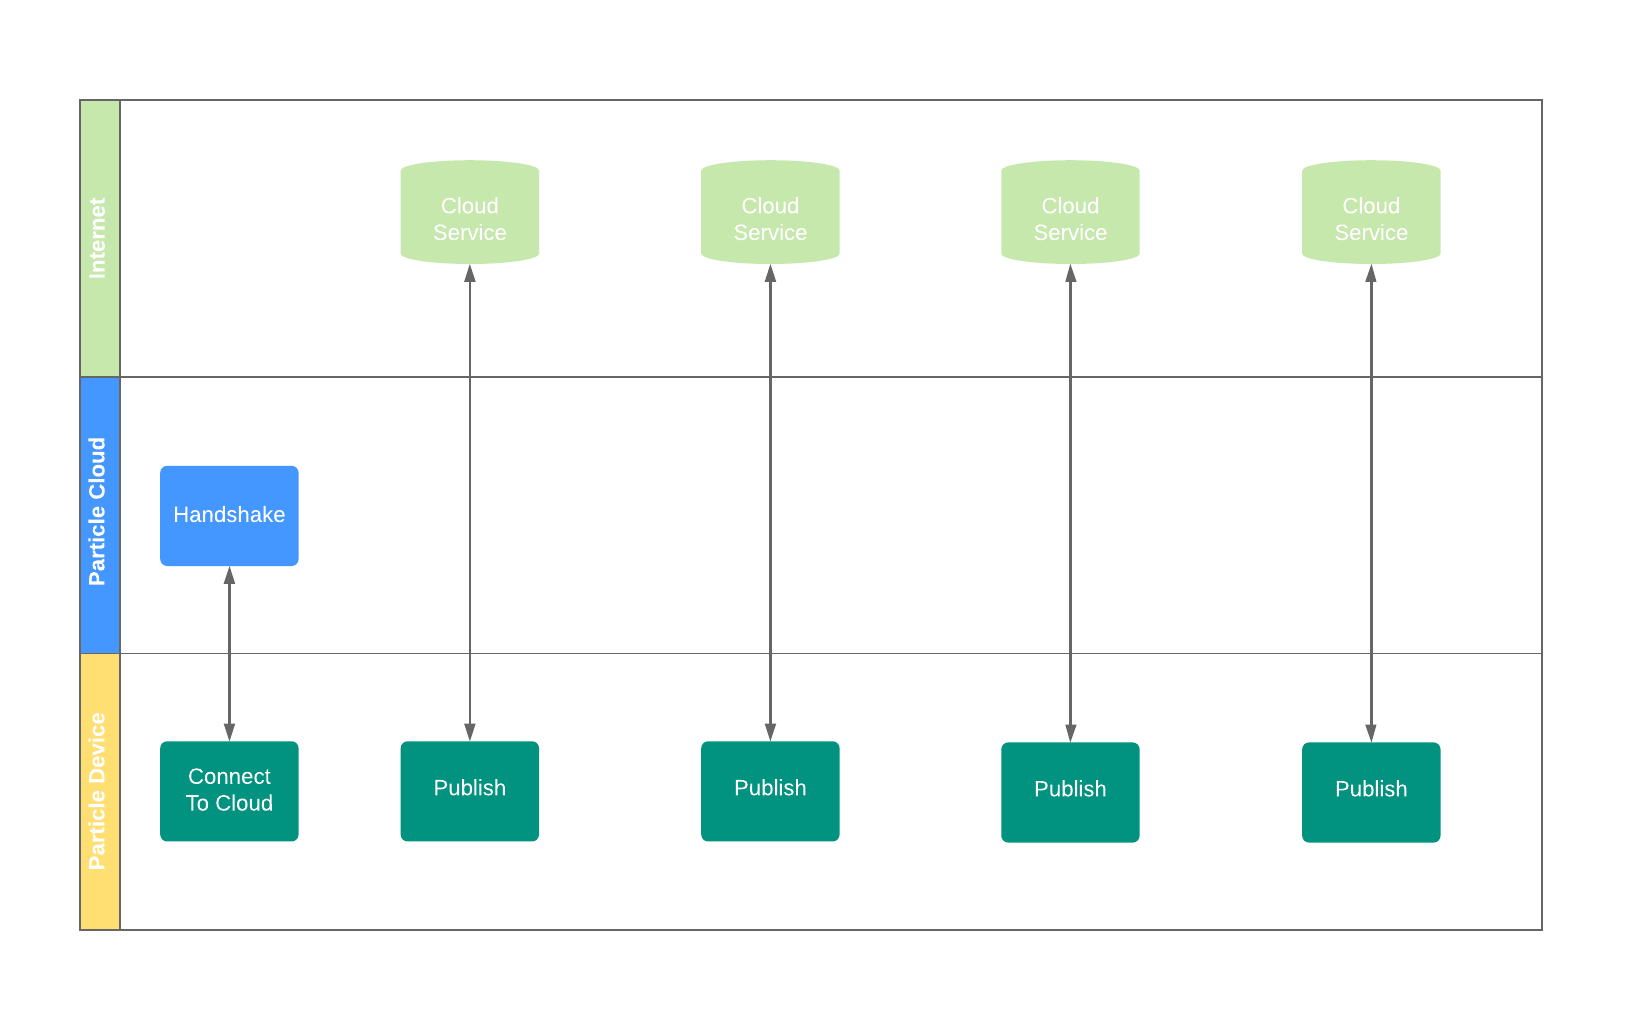 Internet
Cloud
Service
Cloud
Service
Cloud
Service
Cloud
Service
Particle Cloud
Handshake
Particle Device
Connect
To Cloud
Publish
Publish
Publish
Publish